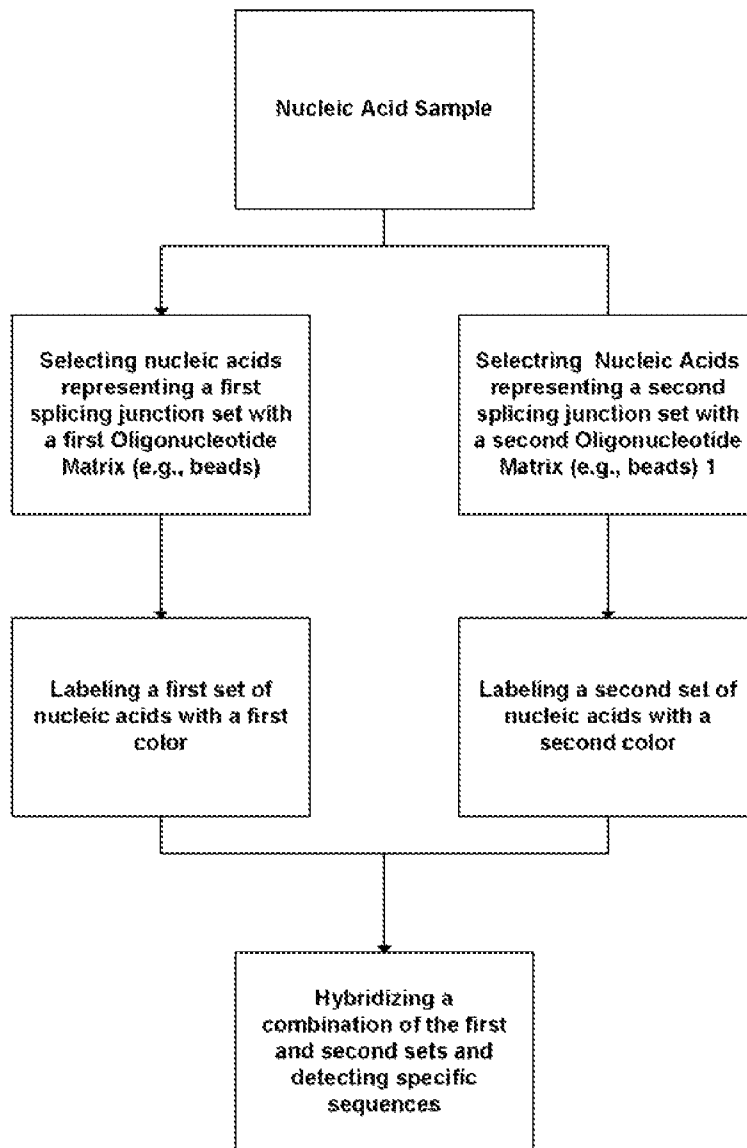 Nucleic Acid Sample
Selecting nucleic acids
representing a first
splicing junction set with
a first Oligonucleotide
Matrix (e.g., beads)
Selectring Nucleic Acids
representing a second
splicing junction set with
a second Oligonucleotide
Matrix (e.g., beads) 1
Labeling a first set of
nucleic acids with a first
color
Labeling a second set of
nucleic acids with a
second color
Hybridizing a
combination of the first
and second sets and
detecting specific
sequences